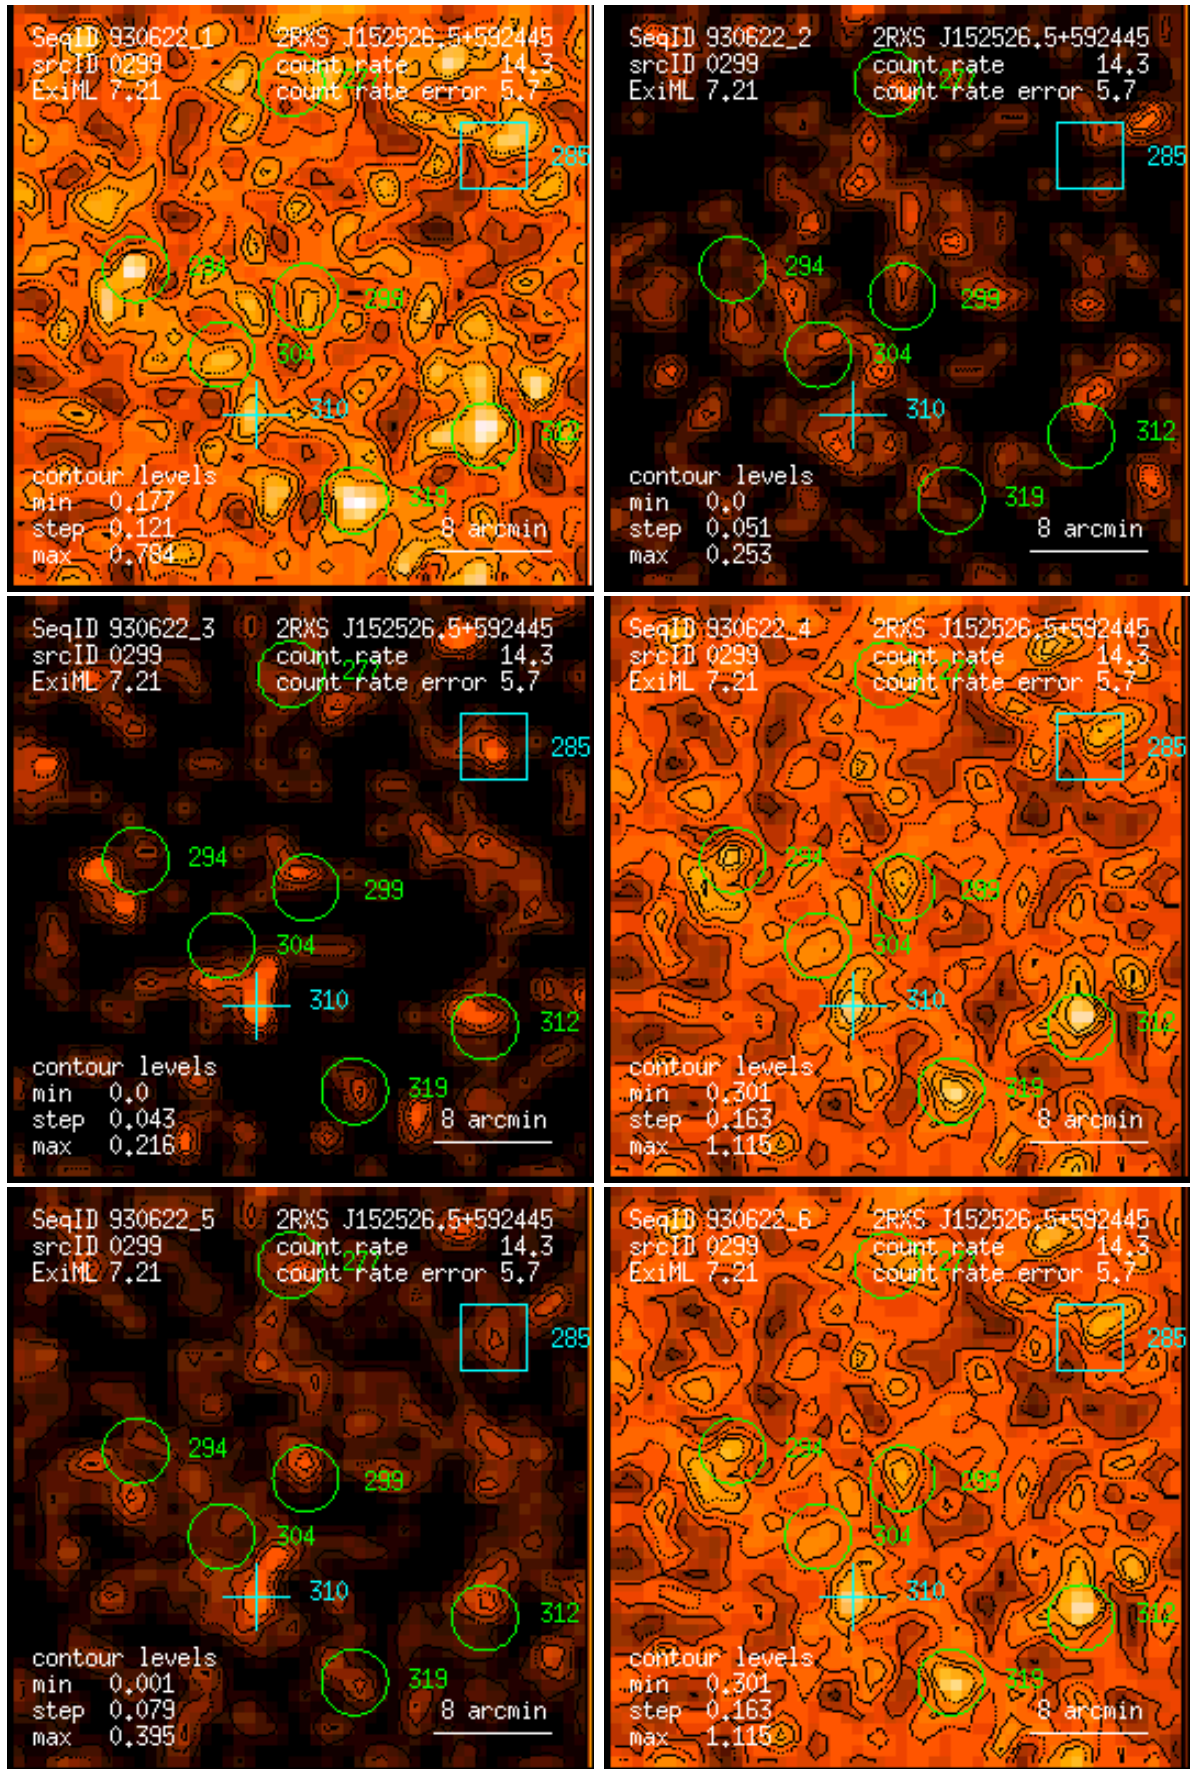 SeqID 930622_1 2RXS J152526.5+592445
srcID 0299 count rate 14.3
ExiML 7.21 count rate error 5.7
277
285
294
299
304
310
312
319
contour levels
min 0.177
step 0.121
max 0.784
8 arcmin
SeqID 930622_2 2RXS J152526.5+592445
srcID 0299 count rate 14.3
ExiML 7.21 count rate error 5.7
277
285
294
299
304
310
312
319
contour levels
min 0.0
step 0.051
max 0.253
8 arcmin
SeqID 930622_3 2RXS J152526.5+592445
srcID 0299 count rate 14.3
ExiML 7.21 count rate error 5.7
277
285
294
299
304
310
312
319
contour levels
min 0.0
step 0.043
max 0.216
8 arcmin
SeqID 930622_4 2RXS J152526.5+592445
srcID 0299 count rate 14.3
ExiML 7.21 count rate error 5.7
277
285
294
299
304
310
312
319
contour levels
min 0.301
step 0.163
max 1.115
8 arcmin
SeqID 930622_5 2RXS J152526.5+592445
srcID 0299 count rate 14.3
ExiML 7.21 count rate error 5.7
277
285
294
299
304
310
312
319
contour levels
min 0.001
step 0.079
max 0.395
8 arcmin
SeqID 930622_6 2RXS J152526.5+592445
srcID 0299 count rate 14.3
ExiML 7.21 count rate error 5.7
277
285
294
299
304
310
312
319
contour levels
min 0.301
step 0.163
max 1.115
8 arcmin